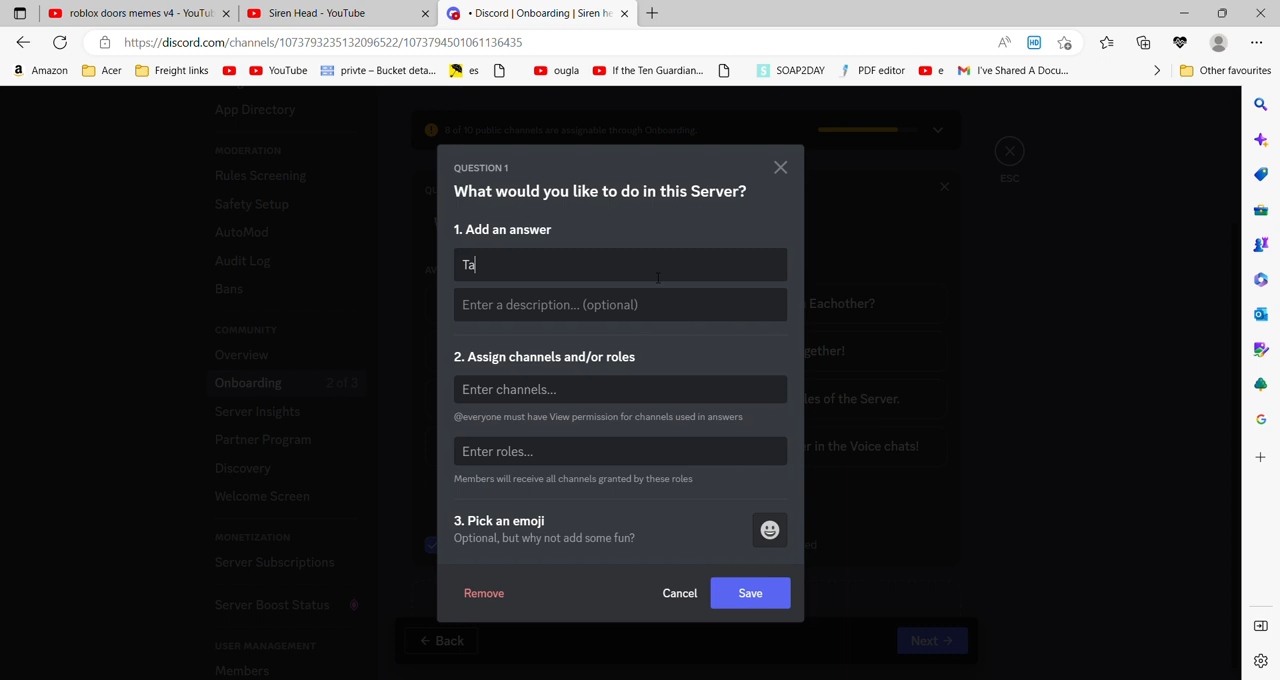 roblox doors memes v4 - YouTub
Siren Head - YouTube
• Discord | Onboarding | Siren he
https://discord.com/channels/1073793235132096522/1073794501061136435
HD
Amazon
Acer
Freight links
YouTube
privte – Bucket deta...
es
ougla
If the Ten Guardian...
SOAP2DAY
PDF editor
e
I've Shared A Docu...
Other favourites
App Directory
MODERATION
Rules Screening
Safety Setup
AutoMod
Audit Log
Bans
COMMUNITY
Overview
Onboarding 2 of 3
Server Insights
Partner Program
Discovery
Welcome Screen
MONETIZATION
Server Subscriptions
Server Boost Status
USER MANAGEMENT
Members
8 of 10 public channels are assignable through Onboarding
ESC
QUESTION 1
What would you like to do in this Server?
1. Add an answer
Ta
Enter a description... (optional)
2. Assign channels and/or roles
Enter channels...
@everyone must have View permission for channels used in answers
Enter roles...
Members will receive all channels granted by these roles
3. Pick an emoji
Optional, but why not add some fun?
Remove
Cancel
Save
Eachother?
gether!
les of the Server.
r in the Voice chats!
← Back
Next →